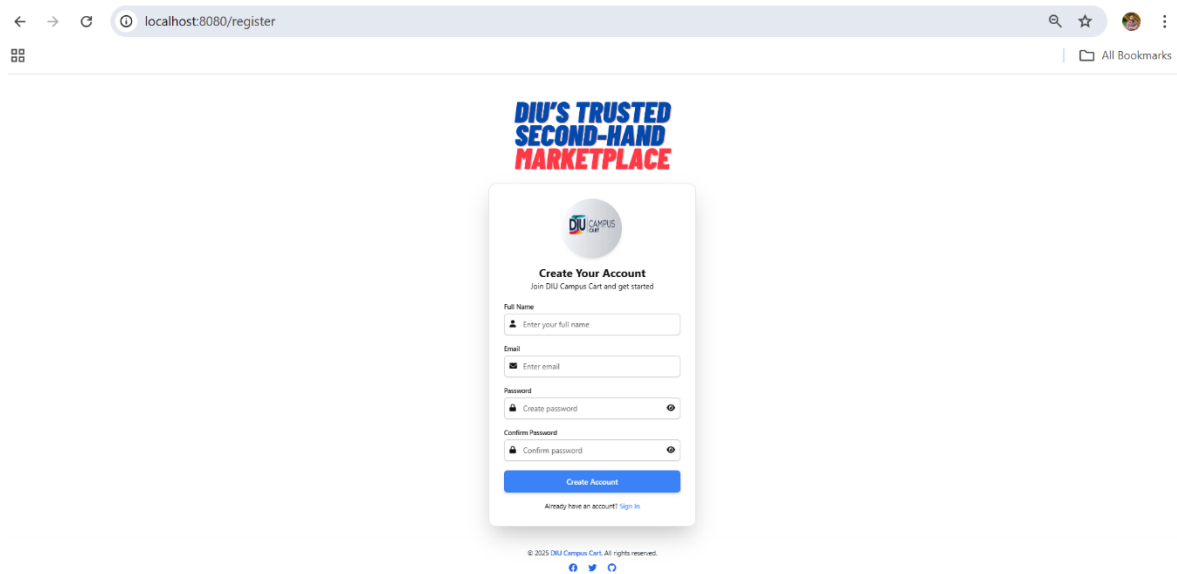 localhost:8080/register
All Bookmarks
DIU'S TRUSTED
SECOND-HAND
MARKETPLACE
DIU CAMPUS
CART
Create Your Account
Join DIU Campus Cart and get started
Full Name
Enter your full name
Email
Enter email
Password
Create password
Confirm Password
Confirm password
Create Account
Already have an account? Sign In
© 2025 DIU Campus Cart. All rights reserved.